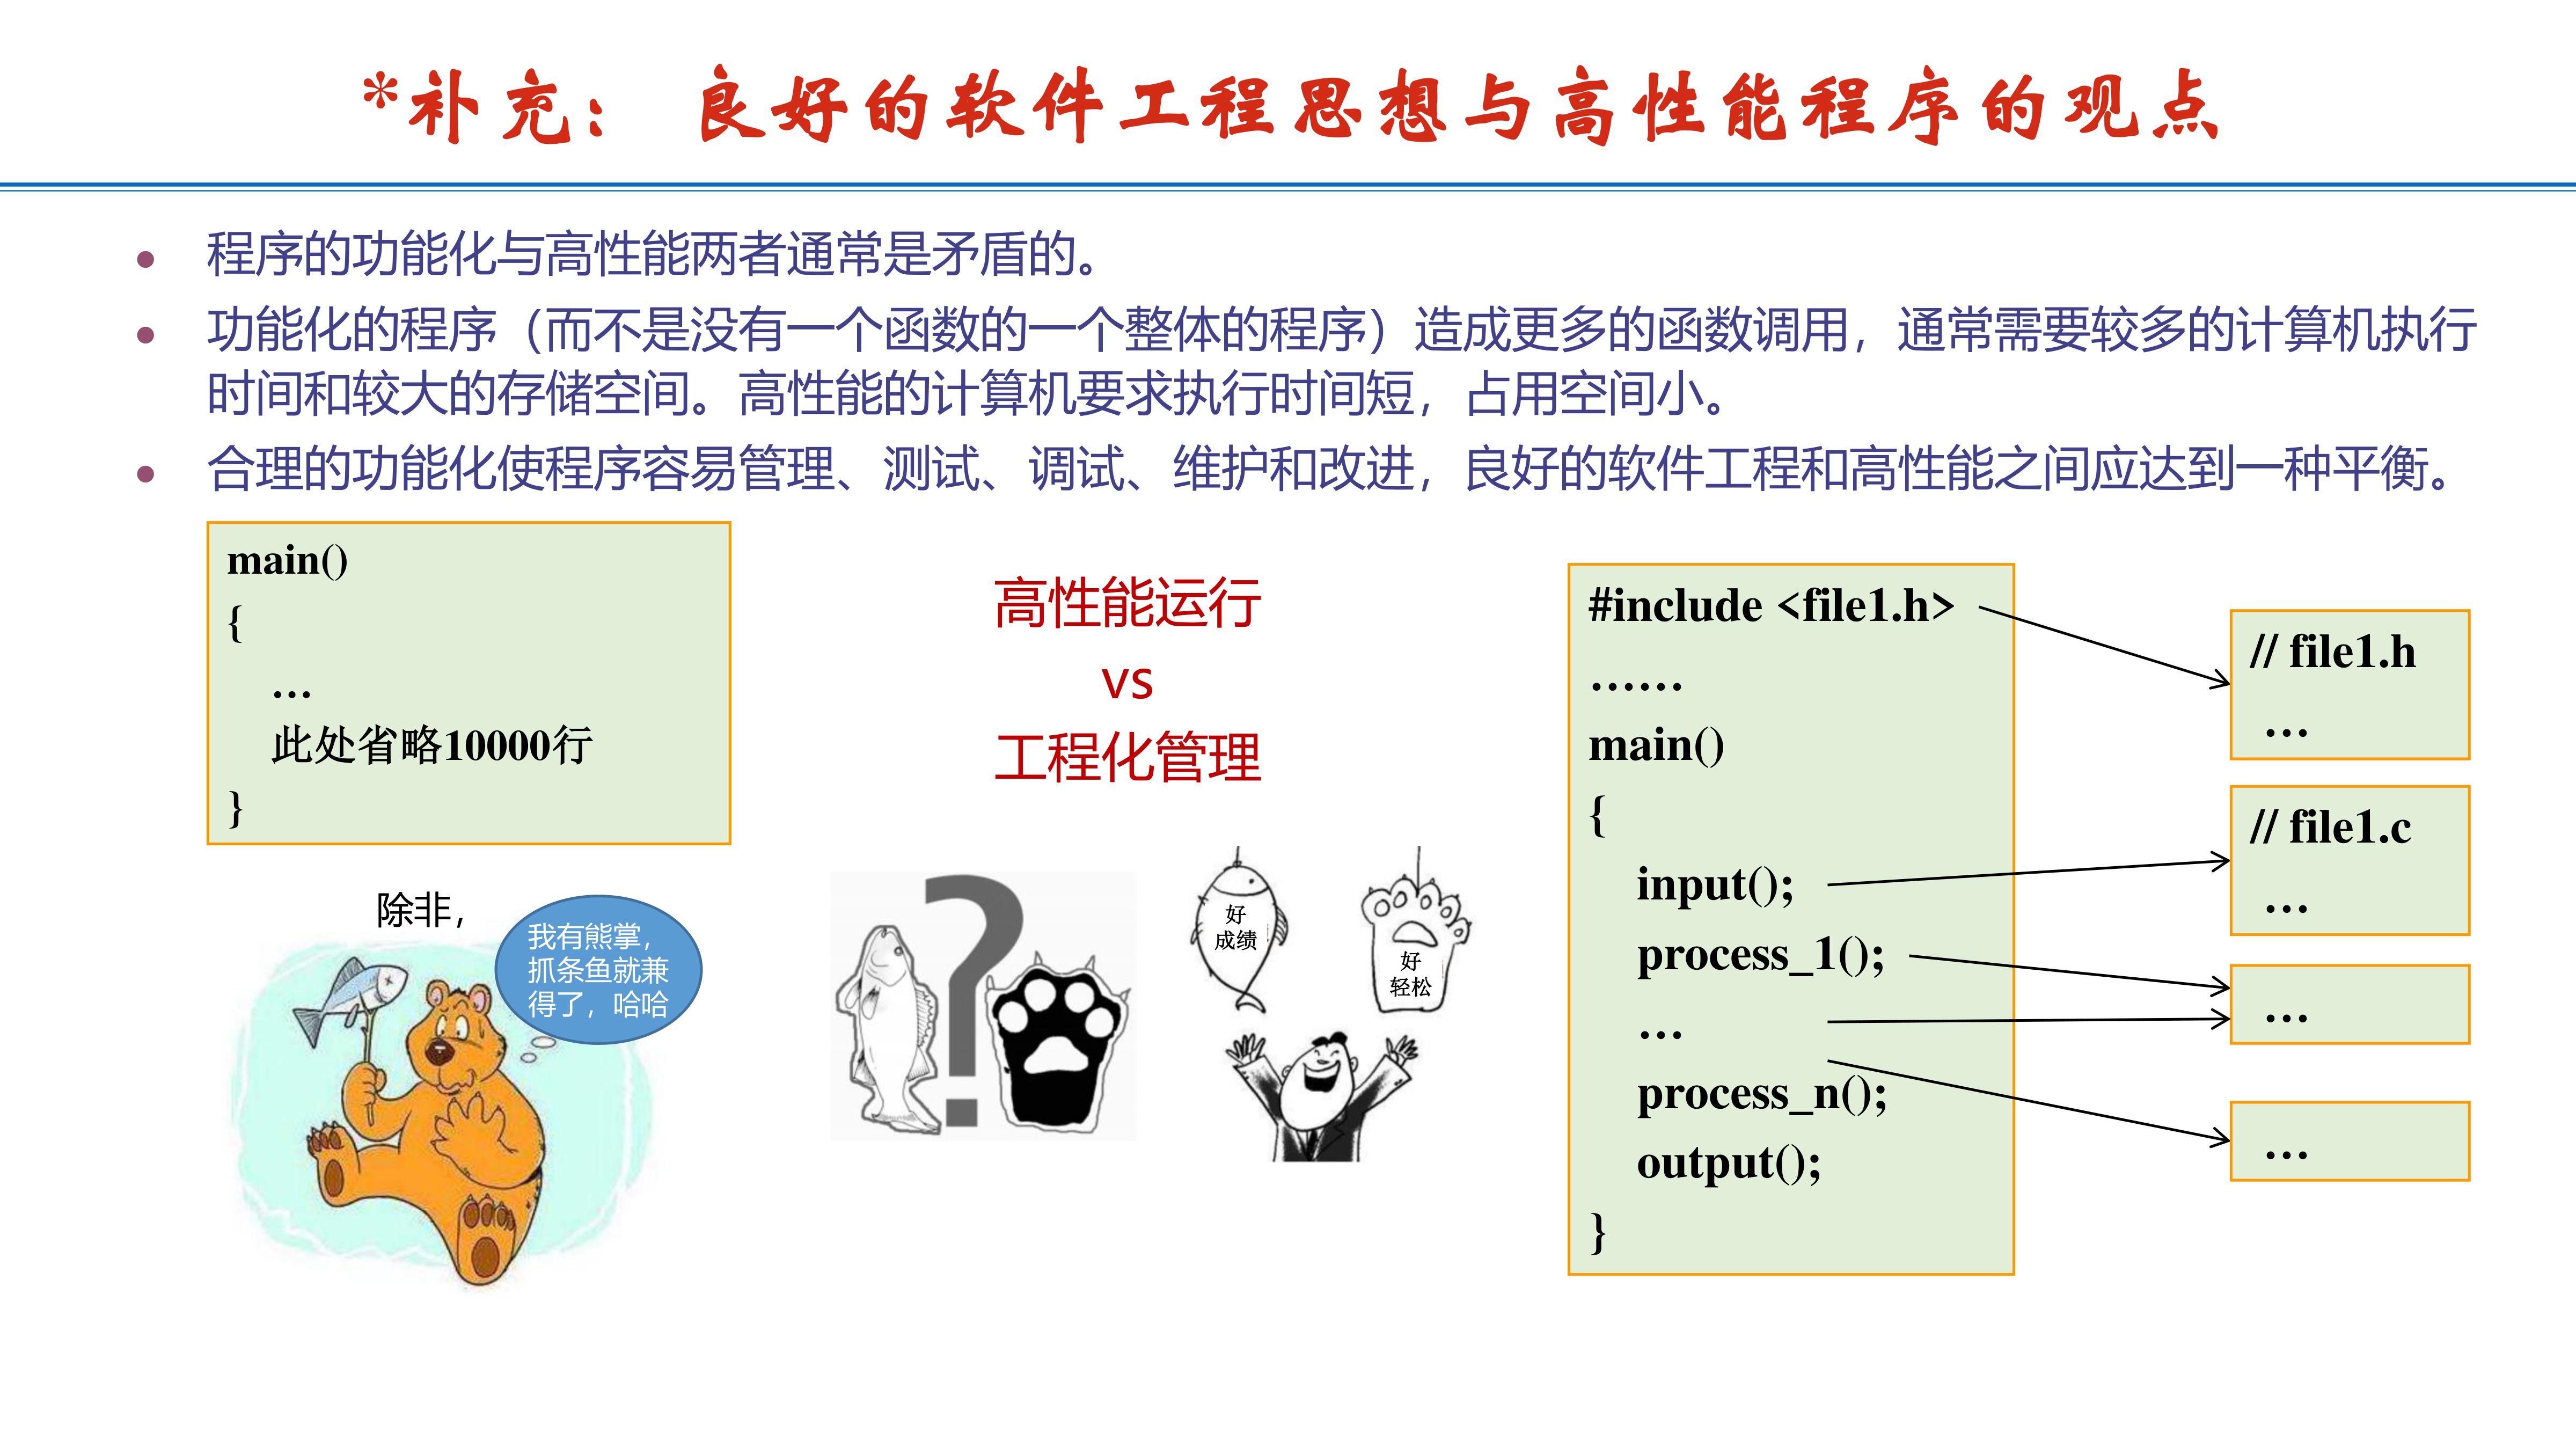 *补充： 良好的软件工程思想与高性能程序的观点
程序的功能化与高性能两者通常是矛盾的。
功能化的程序（而不是没有一个函数的一个整体的程序）造成更多的函数调用，通常需要较多的计算机执行
时间和较大的存储空间。高性能的计算机要求执行时间短，占用空间小。
合理的功能化使程序容易管理、测试、调试、维护和改进，良好的软件工程和高性能之间应达到一种平衡。
main()
{
…
此处省略10000行
}
除非，
我有熊掌，
抓条鱼就兼
得了，哈哈
高性能运行
vs
工程化管理
?
好
成绩
好
轻松
#include <file1.h>
……
main()
{
input();
process_1();
…
process_n();
output();
}
// file1.h
…
// file1.c
…
…
…